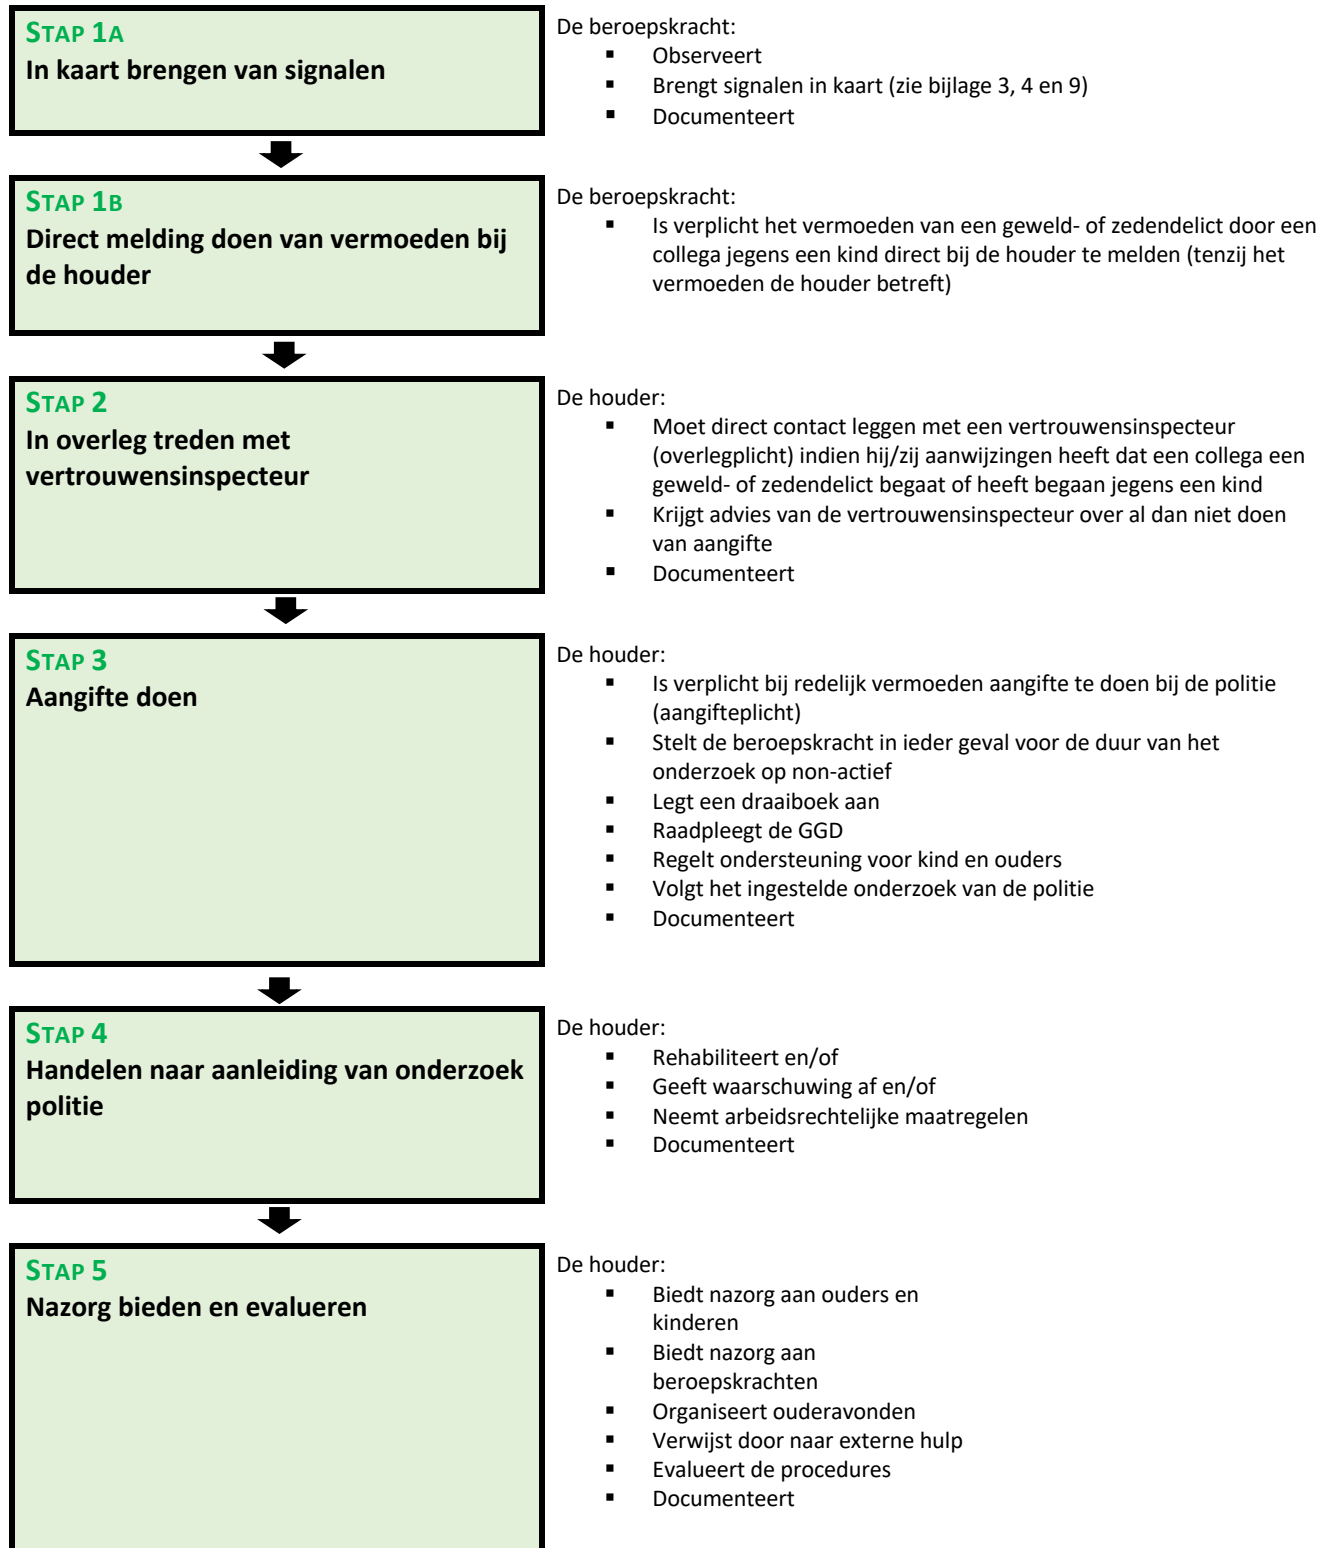 STAP 1A
In kaart brengen van signalen
De beroepskracht:
▪ Observeert
▪ Brengt signalen in kaart (zie bijlage 3, 4 en 9)
▪ Documenteert
STAP 1B
Direct melding doen van vermoeden bij
de houder
De beroepskracht:
▪ Is verplicht het vermoeden van een geweld- of zedendelict door een
collega jegens een kind direct bij de houder te melden (tenzij het
vermoeden de houder betreft)
STAP 2
In overleg treden met
vertrouwensinspecteur
De houder:
▪ Moet direct contact leggen met een vertrouwensinspecteur
(overlegplicht) indien hij/zij aanwijzingen heeft dat een collega een
geweld- of zedendelict begaat of heeft begaan jegens een kind
▪ Krijgt advies van de vertrouwensinspecteur over al dan niet doen
van aangifte
▪ Documenteert
STAP 3
Aangifte doen
De houder:
▪ Is verplicht bij redelijk vermoeden aangifte te doen bij de politie
(aangifteplicht)
▪ Stelt de beroepskracht in ieder geval voor de duur van het
onderzoek op non-actief
▪ Legt een draaiboek aan
▪ Raadpleegt de GGD
▪ Regelt ondersteuning voor kind en ouders
▪ Volgt het ingestelde onderzoek van de politie
▪ Documenteert
STAP 4
Handelen naar aanleiding van onderzoek
politie
De houder:
▪ Rehabiliteert en/of
▪ Geeft waarschuwing af en/of
▪ Neemt arbeidsrechtelijke maatregelen
▪ Documenteert
STAP 5
Nazorg bieden en evalueren
De houder:
▪ Biedt nazorg aan ouders en
kinderen
▪ Biedt nazorg aan
beroepskrachten
▪ Organiseert ouderavonden
▪ Verwijst door naar externe hulp
▪ Evalueert de procedures
▪ Documenteert